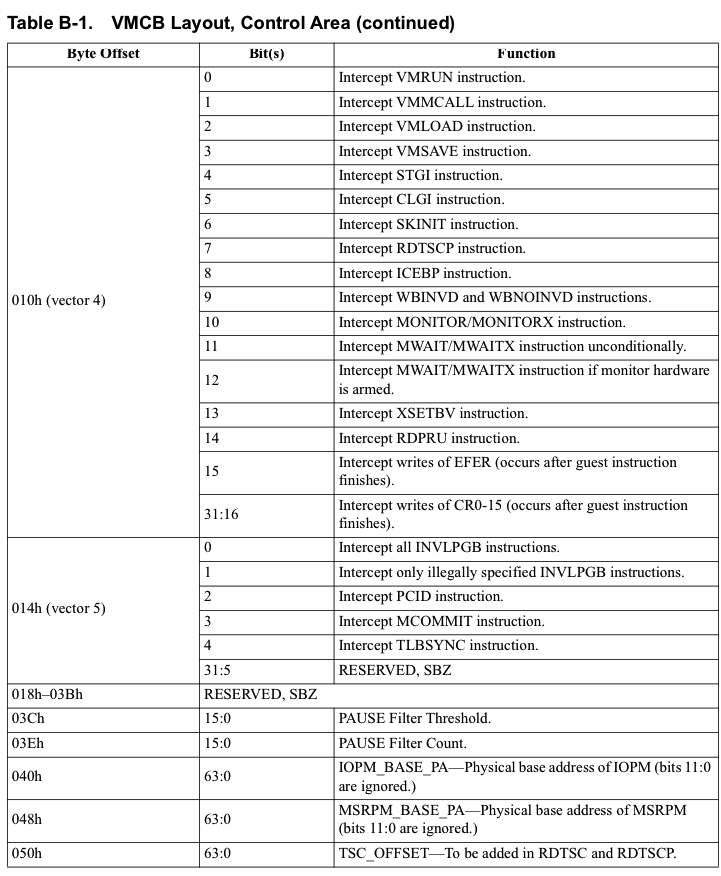 Table B-1. VMCB Layout, Control Area (continued)
Byte Offset Bit(s) Function
010h (vector 4)
0 Intercept VMRUN instruction.
1 Intercept VMMCALL instruction.
2 Intercept VMLOAD instruction.
3 Intercept VMSAVE instruction.
4 Intercept STGI instruction.
5 Intercept CLGI instruction.
6 Intercept SKINIT instruction.
7 Intercept RDTSCP instruction.
8 Intercept ICEBP instruction.
9 Intercept WBINVD and WBNOINVD instructions.
10 Intercept MONITOR/MONITORX instruction.
11 Intercept MWAIT/MWAITX instruction unconditionally.
12 Intercept MWAIT/MWAITX instruction if monitor hardware
is armed.
13 Intercept XSETBV instruction.
14 Intercept RDPRU instruction.
15 Intercept writes of EFER (occurs after guest instruction
finishes).
31:16 Intercept writes of CR0-15 (occurs after guest instruction
finishes).
014h (vector 5)
0 Intercept all INVLPGB instructions.
1 Intercept only illegally specified INVLPGB instructions.
2 Intercept PCID instruction.
3 Intercept MCOMMIT instruction.
4 Intercept TLBSYNC instruction.
31:5 RESERVED, SBZ
018h–03Bh RESERVED, SBZ
03Ch 15:0 PAUSE Filter Threshold.
03Eh 15:0 PAUSE Filter Count.
040h 63:0 IOPM_BASE_PA—Physical base address of IOPM (bits 11:0
are ignored.)
048h 63:0 MSRPM_BASE_PA—Physical base address of MSRPM
(bits 11:0 are ignored.)
050h 63:0 TSC_OFFSET—To be added in RDTSC and RDTSCP.